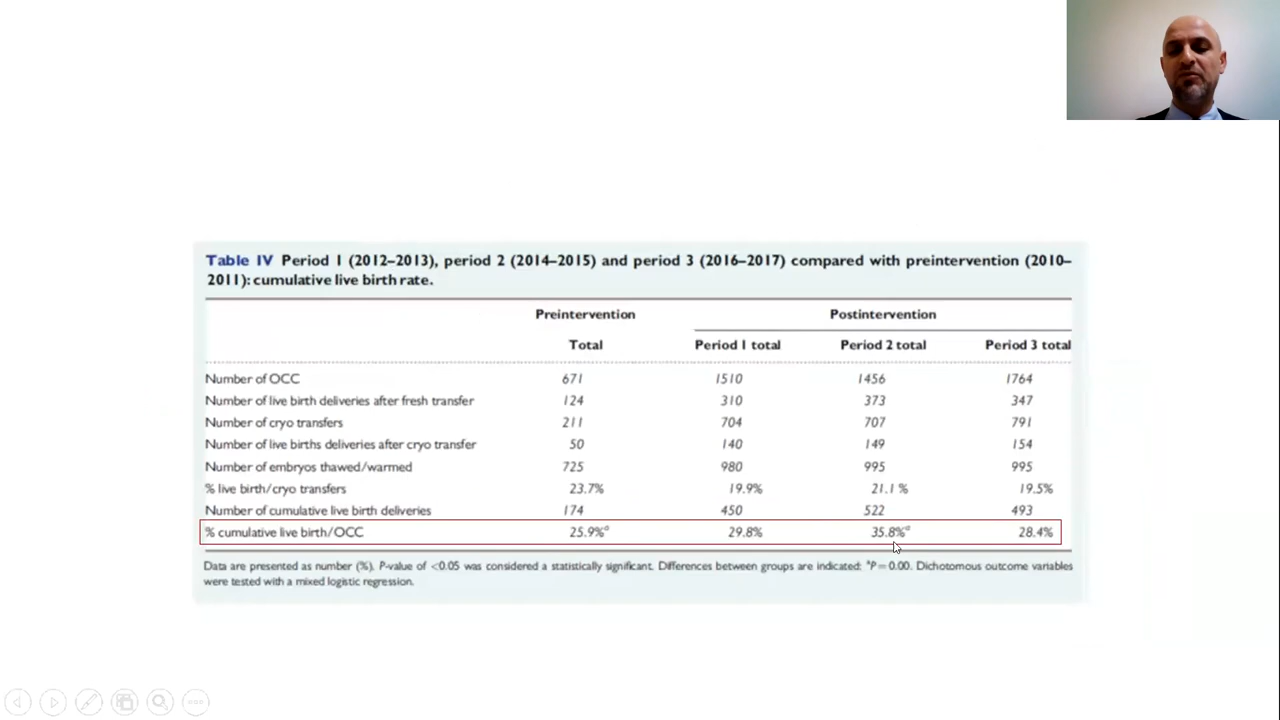 Table IV Period 1 (2012–2013), period 2 (2014–2015) and period 3 (2016–2017) compared with preintervention (2010–
2011): cumulative live birth rate.
Preintervention Postintervention
Total Period 1 total Period 2 total Period 3 total
Number of OCC 671 1510 1456 1764
Number of live birth deliveries after fresh transfer 124 310 373 347
Number of cryo transfers 211 704 707 791
Number of live births deliveries after cryo transfer 50 140 149 154
Number of embryos thawed/warmed 725 980 995 995
% live birth/cryo transfers 23.7% 19.9% 21.1% 19.5%
Number of cumulative live birth deliveries 174 450 522 493
% cumulative live birth/OCC 25.9%a 29.8% 35.8%a 28.4%
Data are presented as number (%). P-value of <0.05 was considered a statistically significant. Differences between groups are indicated: aP = 0.00. Dichotomous outcome variables
were tested with a mixed logistic regression.